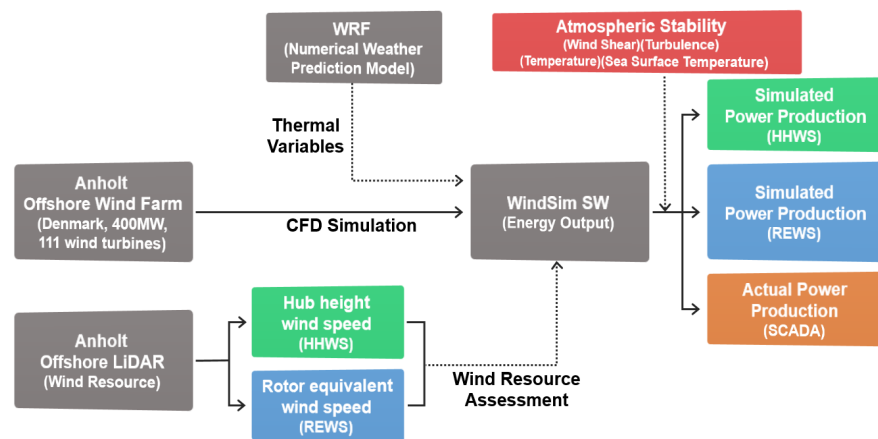 WRF
(Numerical Weather
Prediction Model)
Atmospheric Stability
(Wind Shear)(Turbulence)
(Temperature)(Sea Surface Temperature)
Thermal
Variables
Simulated
Power Production
(HHWS)
Anholt
Offshore Wind Farm
(Denmark, 400MW,
111 wind turbines)
CFD Simulation
WindSim SW
(Energy Output)
Simulated
Power Production
(REWS)
Anholt
Offshore LiDAR
(Wind Resource)
Hub height
wind speed
(HHWS)
Rotor equivalent
wind speed
(REWS)
Wind Resource
Assessment
Actual Power
Production
(SCADA)